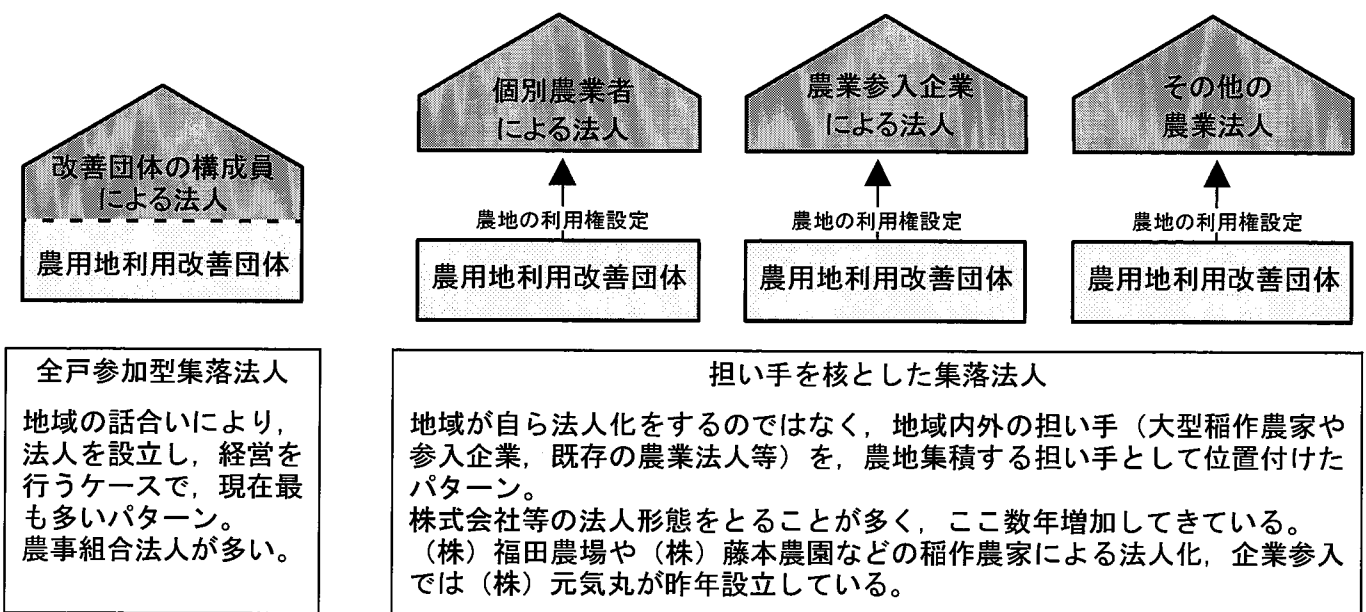 改善団体の構成員
による法人
農用地利用改善団体
個別農業者
による法人
農地の利用権設定
農用地利用改善団体
農業参入企業
による法人
農地の利用権設定
農用地利用改善団体
その他の
農業法人
農地の利用権設定
農用地利用改善団体
全戸参加型集落法人
地域の話合いにより，
法人を設立し，経営を
行うケースで，現在最
も多いパターン。
農事組合法人が多い。
担い手を核とした集落法人
地域が自ら法人化をするのではなく，地域内外の担い手（大型稲作農家や
参入企業，既存の農業法人等）を，農地集積する担い手として位置付けた
パターン。
株式会社等の法人形態をとることが多く，ここ数年増加してきている。
（株）福田農場や（株）藤本農園などの稲作農家による法人化，企業参入
では（株）元気丸が昨年設立している。